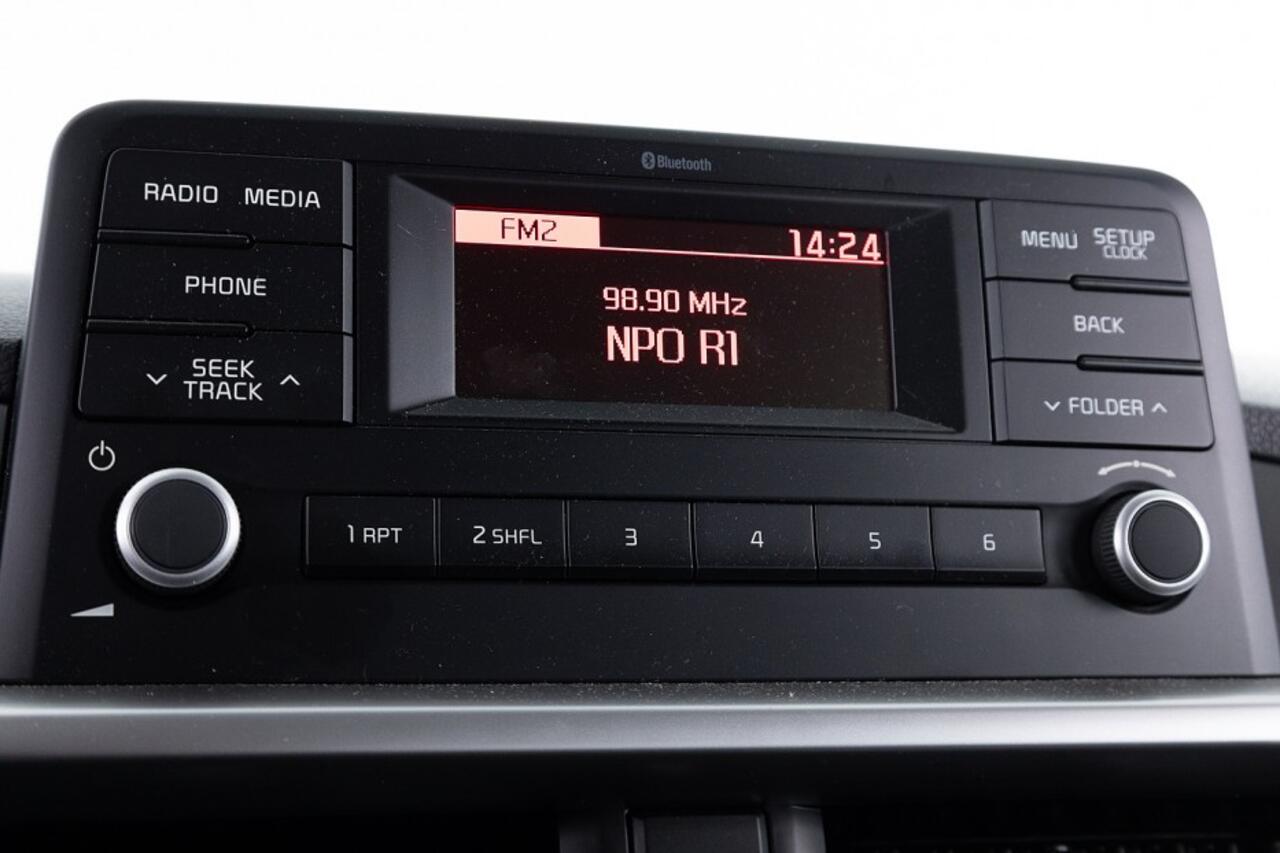 Bluetooth
RADIO MEDIA
PHONE
SEEK
TRACK
FM2 14:24
98.90 MHz
NPO R1
MENU SETUP
CLOCK
BACK
FOLDER
1 RPT 2 SHFL 3 4 5 6